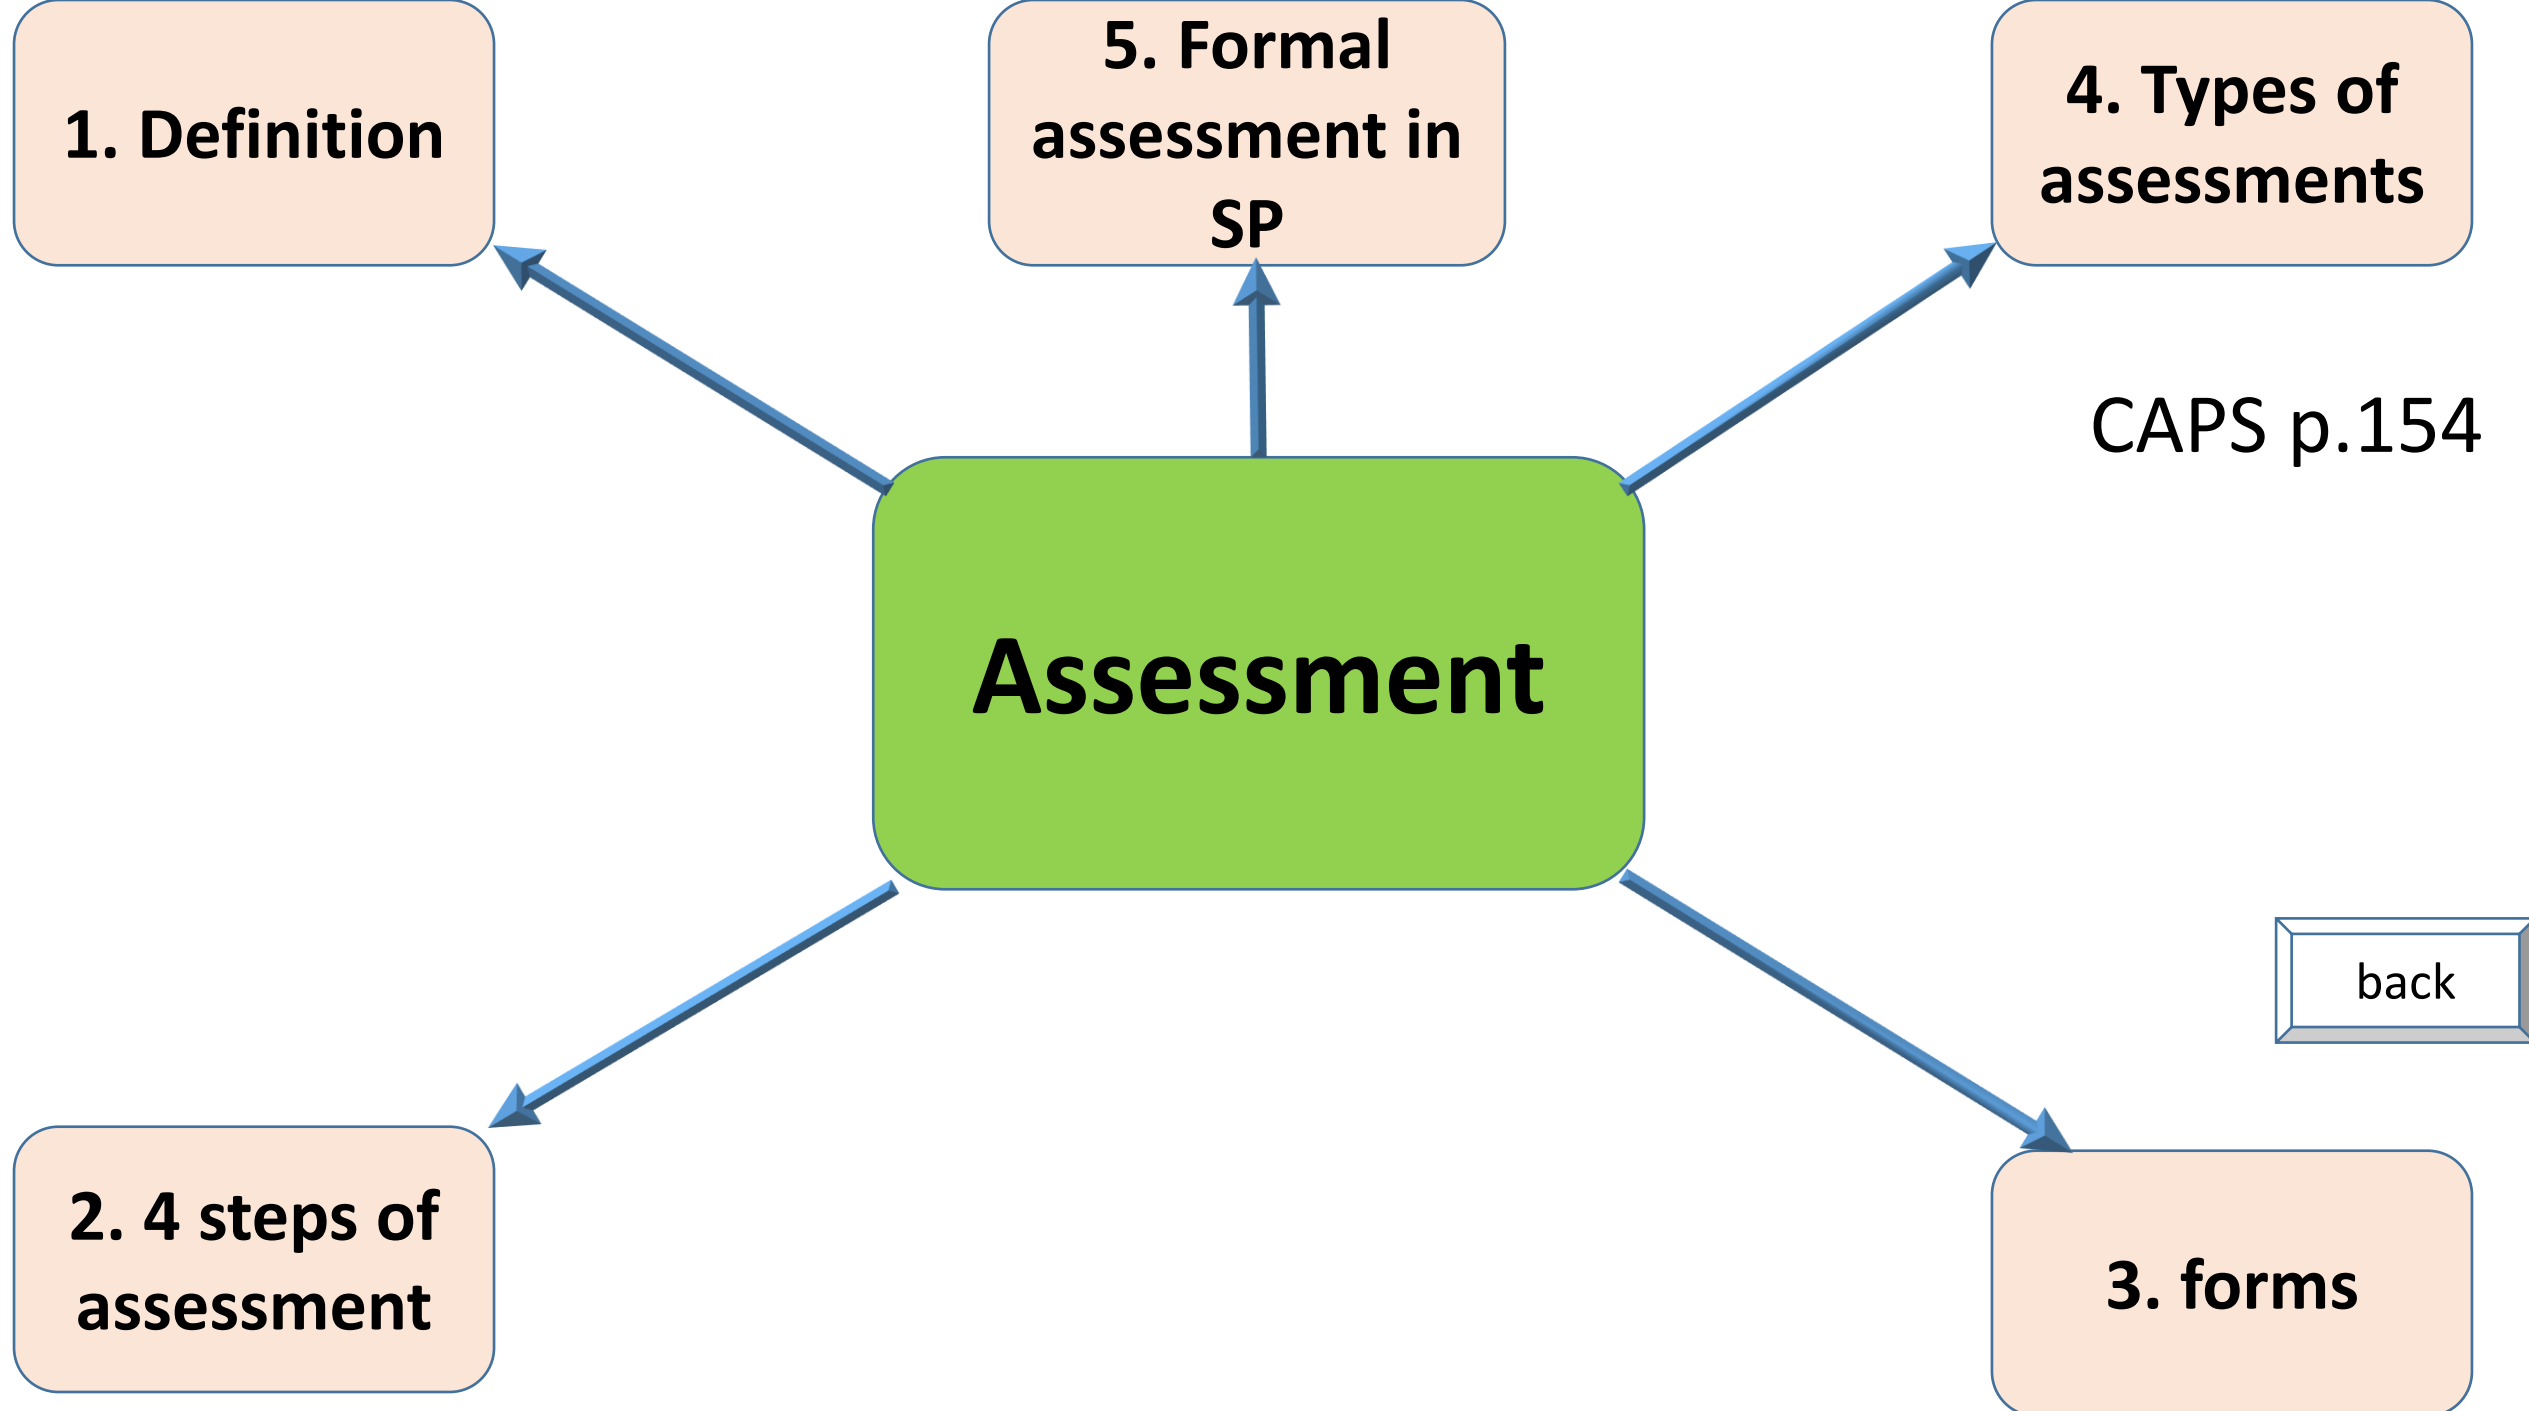 1. Definition
5. Formal
assessment in
SP
4. Types of
assessments
CAPS p.154
Assessment
back
2. 4 steps of
assessment
3. forms